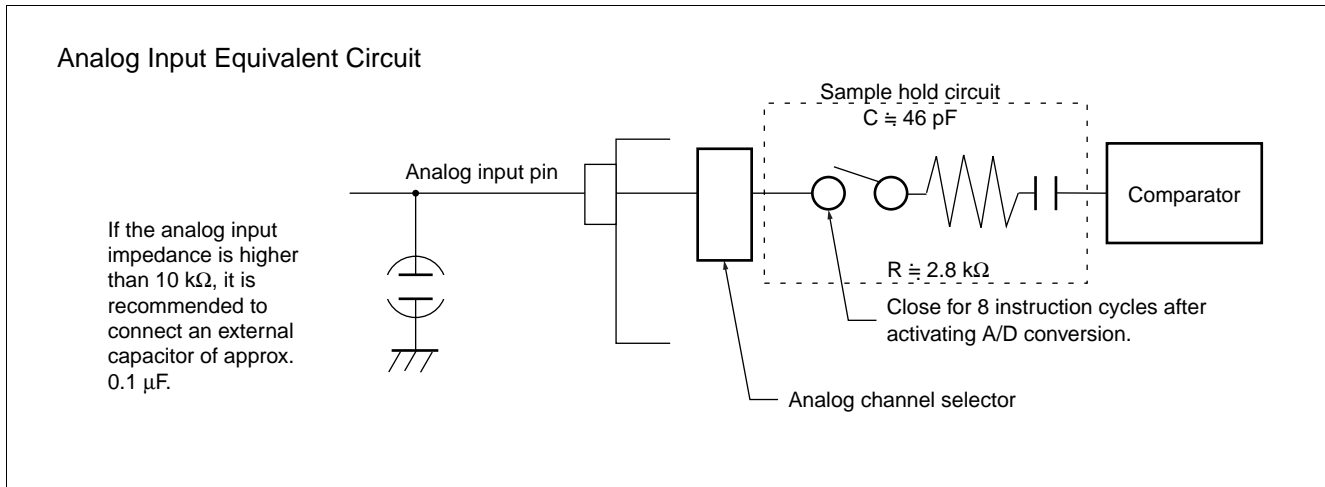 Analog Input Equivalent Circuit
Sample hold circuit
C ≒ 46 pF
Analog input pin
Comparator
If the analog input
impedance is higher
than 10 kΩ, it is
recommended to
connect an external
capacitor of approx.
0.1 μF.
R ≒ 2.8 kΩ
Close for 8 instruction cycles after
activating A/D conversion.
Analog channel selector